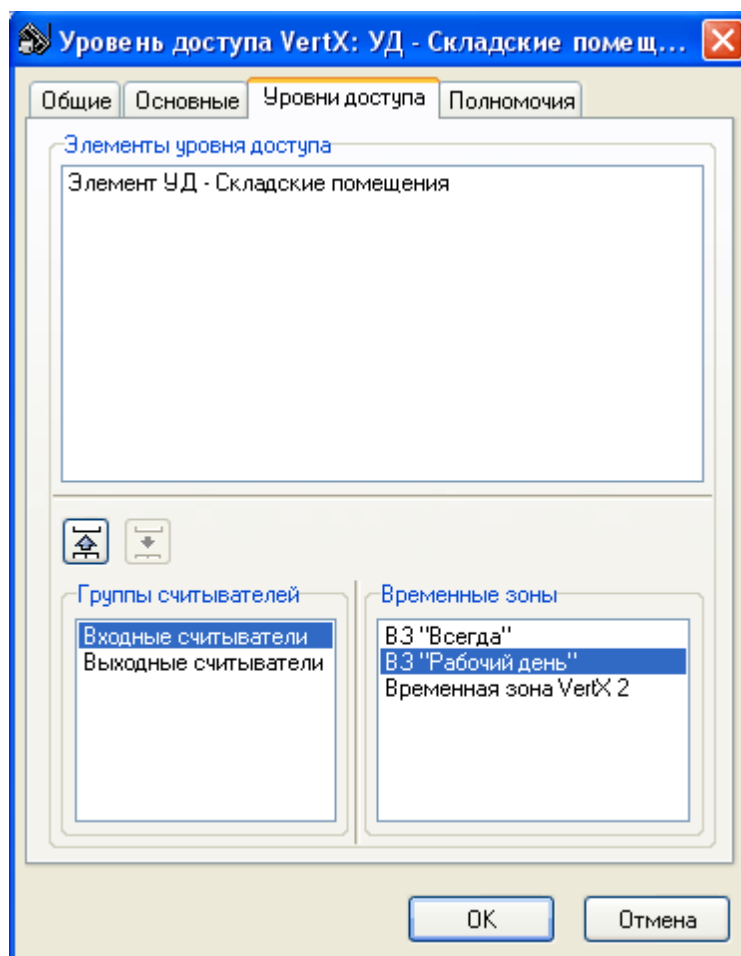 Уровень доступа VertX: УД - Складские помещ...
Общие Основные Уровни доступа Полномочия
Элементы уровня доступа
Элемент УД - Складские помещения
Группы считывателей
Входные считыватели
Выходные считыватели
Временные зоны
ВЗ "Всегда"
ВЗ "Рабочий день"
Временная зона VertX 2
OK Отмена